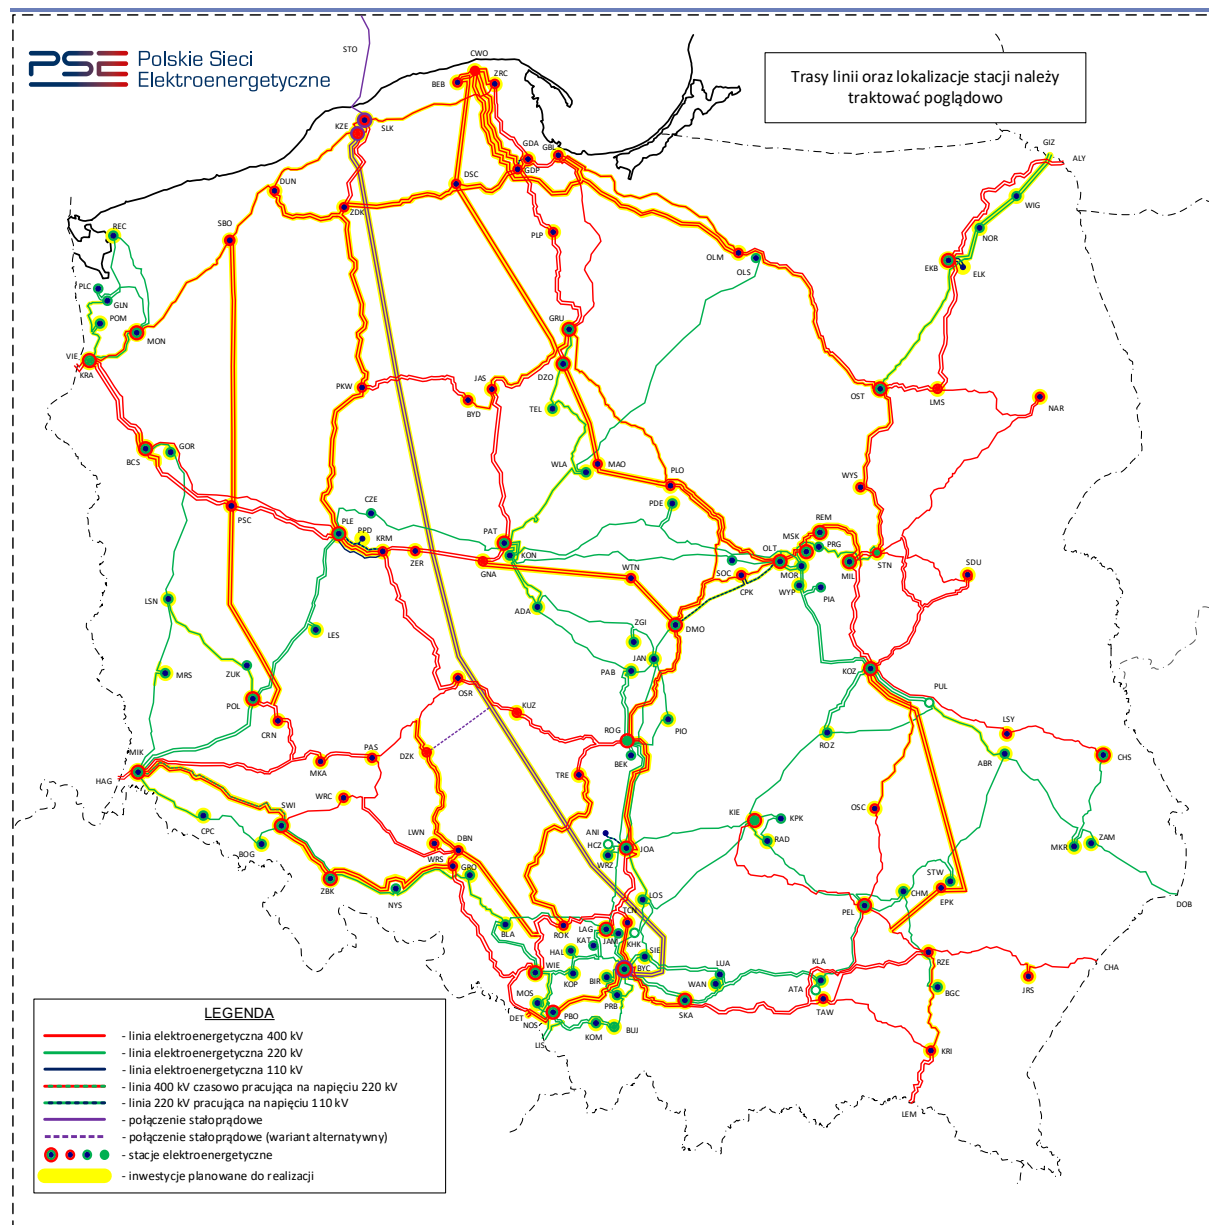 PSE Polskie Sieci
Elektroenergetyczne
Trasy linii oraz lokalizacje stacji należy
traktować poglądowo
STO
CWO
BEB
ZRC
KZE
SLK
GDA
GBL
GDP
GIZ
ALY
DUN
DSC
WIG
ZDK
SBO
REC
PLP
NOR
OLM
OLS
EKB
ELK
PLC
GLN
POM
MON
GRU
VIE
KRA
DZO
PKW
JAS
BYD
TEL
OST
LMS
NAR
GOR
BCS
WLA
MAO
PLO
WYS
PSC
CZE
PLE
PPD
KRM
ZER
PAT
KON
GNA
PDE
REM
MSK
PRG
OLT
MOR
MIL
STN
SOC
CPK
WYP
PIA
SDU
WTN
LSN
ADA
ZGI
DMO
LES
JAN
PAB
MRS
ZUK
POL
KOZ
OSR
PUL
CRN
KUZ
PIO
ROG
ROZ
LSY
MIK
HAG
MKA
PAS
DZK
BEK
ABR
CHS
TRE
WRC
SWI
OSC
CPC
BOG
LWN
DBN
WRS
GRO
ANI
HCZ
WRZ
JOA
KIE
KPK
RAD
MKR
ZAM
ZBK
NYS
STW
EPK
CHM
PEL
DOB
LOS
TCN
BLA
ROK
LAG
JAM
KHK
KAT
HAL
SIE
WIE
KOP
BIR
BYC
LUA
WAN
KLA
ATA
TAW
RZE
CHA
JRS
BGC
MOS
DET
NOS
PBO
PRB
SKA
LIS
KOM
BUJ
KRI
LEM
LEGENDA
- linia elektroenergetyczna 400 kV
- linia elektroenergetyczna 220 kV
- linia elektroenergetyczna 110 kV
- linia 400 kV czasowo pracująca na napięciu 220 kV
- linia 220 kV pracująca na napięciu 110 kV
- połączenie stałoprądowe
- połączenie stałoprądowe (wariant alternatywny)
- stacje elektroenergetyczne
- inwestycje planowane do realizacji